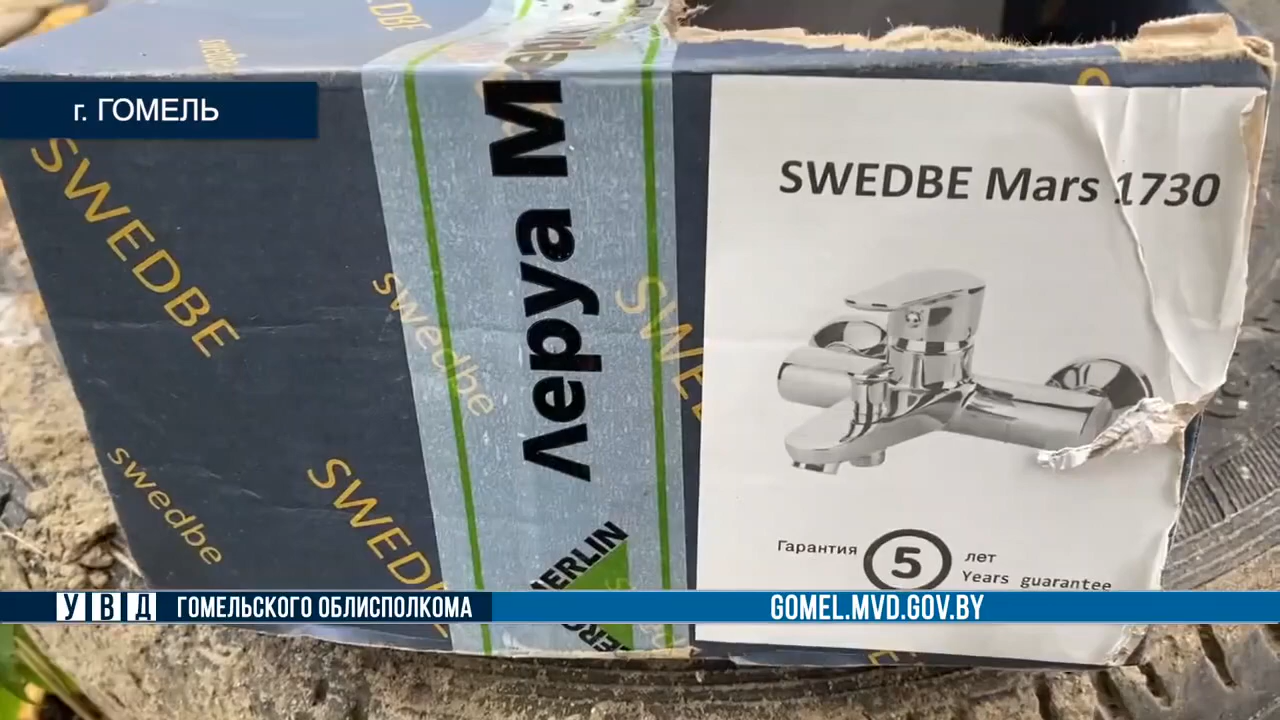 г. ГОМЕЛЬ
SWEDBE
swedbe
SWEDBE
swedbe
SWEDBE
Леруа М
MERLIN
SWEDBE Mars 1730
Гарантия 5 лет
Years guarantee
УВД ГОМЕЛЬСКОГО ОБЛИСПОЛКОМА
GOMEL.MVD.GOV.BY